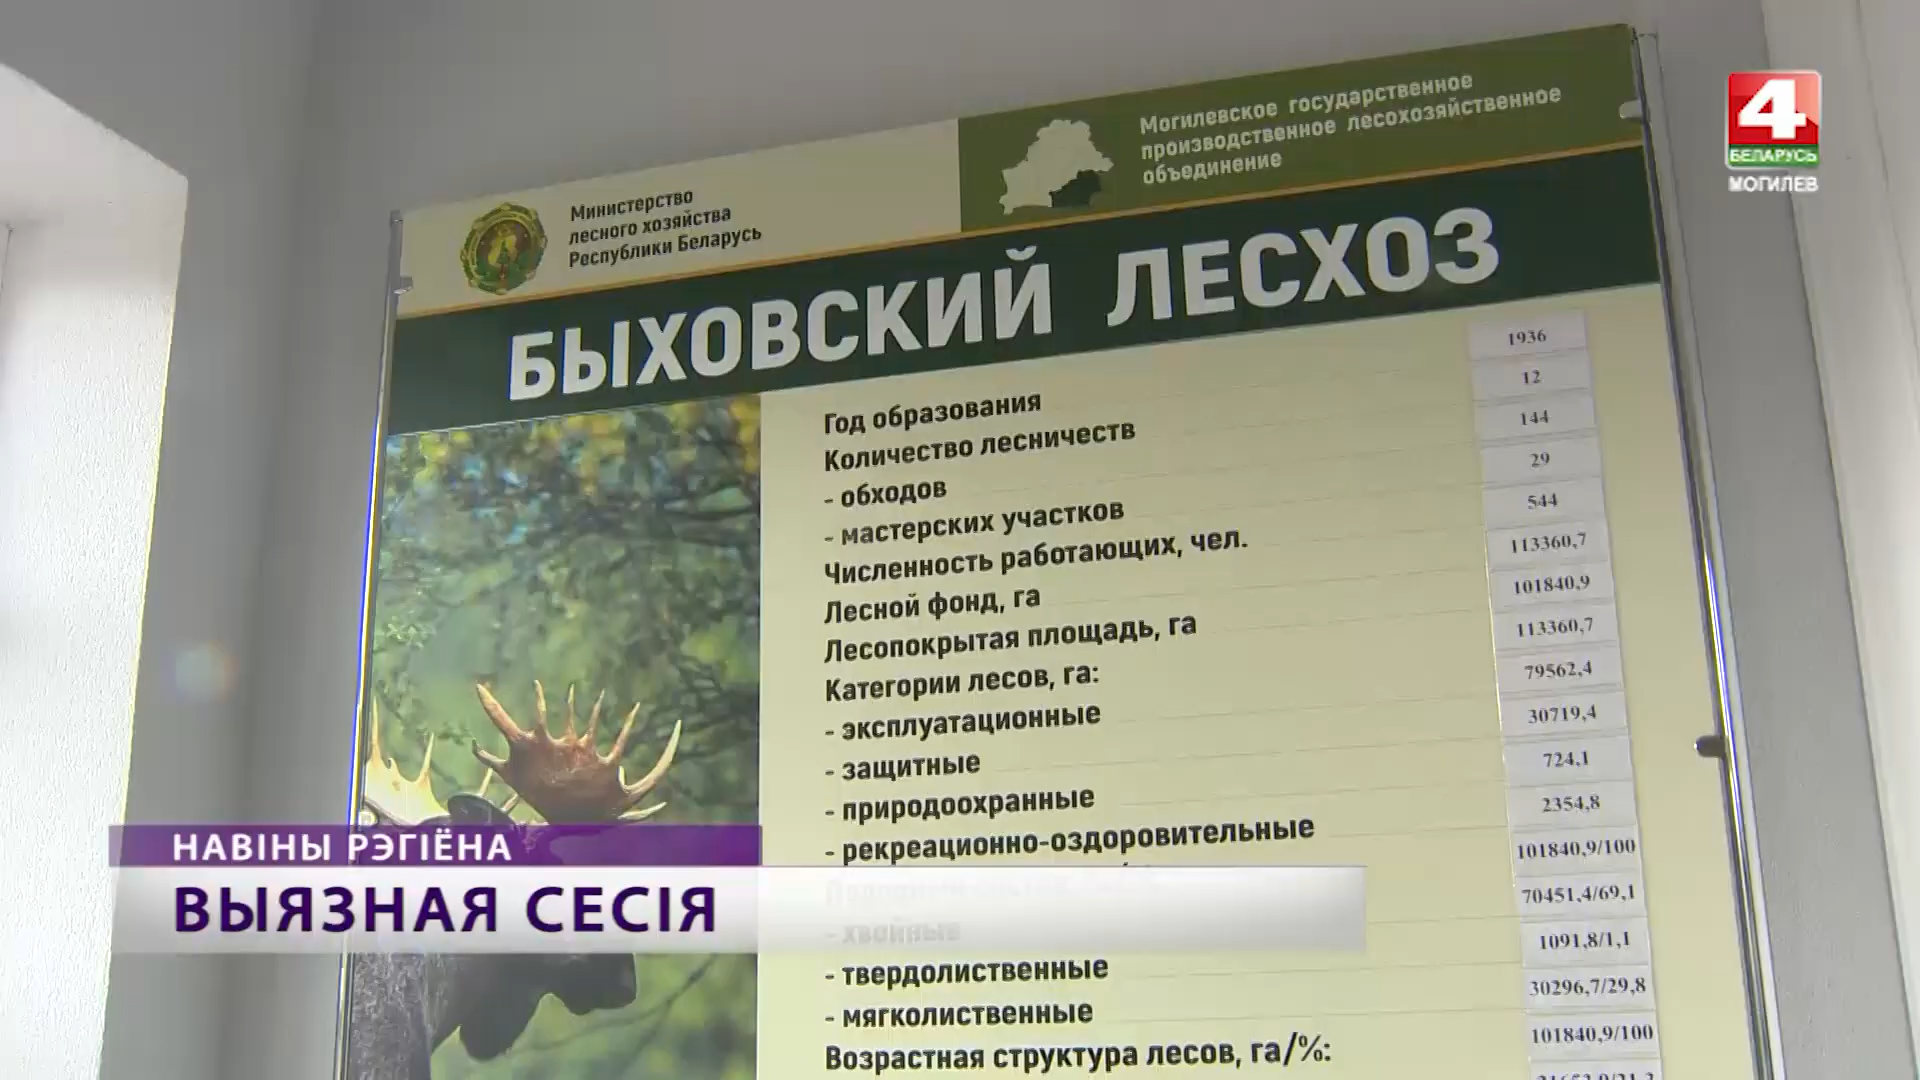 4
БЕЛАРУСЬ
МОГИЛЕВ
Министерство
лесного хозяйства
Республики Беларусь
Могилевское государственное
производственное лесохозяйственное
объединение
БЫХОВСКИЙ ЛЕСХОЗ
Год образования 1936
Количество лесничеств 12
- обходов 144
- мастерских участков 29
Численность работающих, чел. 544
Лесной фонд, га 113360,7
Лесопокрытая площадь, га 101840,9
Категории лесов, га: 113360,7
- эксплуатационные 79562,4
- защитные 30719,4
- природоохранные 724,1
- рекреационно-оздоровительные 2354,8
101840,9/100
- хвойные 70451,4/69,1
- твердолиственные 1091,8/1,1
- мягколиственные 30296,7/29,8
Возрастная структура лесов, га/%: 101840,9/100
НАВІНЫ РЭГІЁНА
ВЫЯЗНАЯ СЕСІЯ